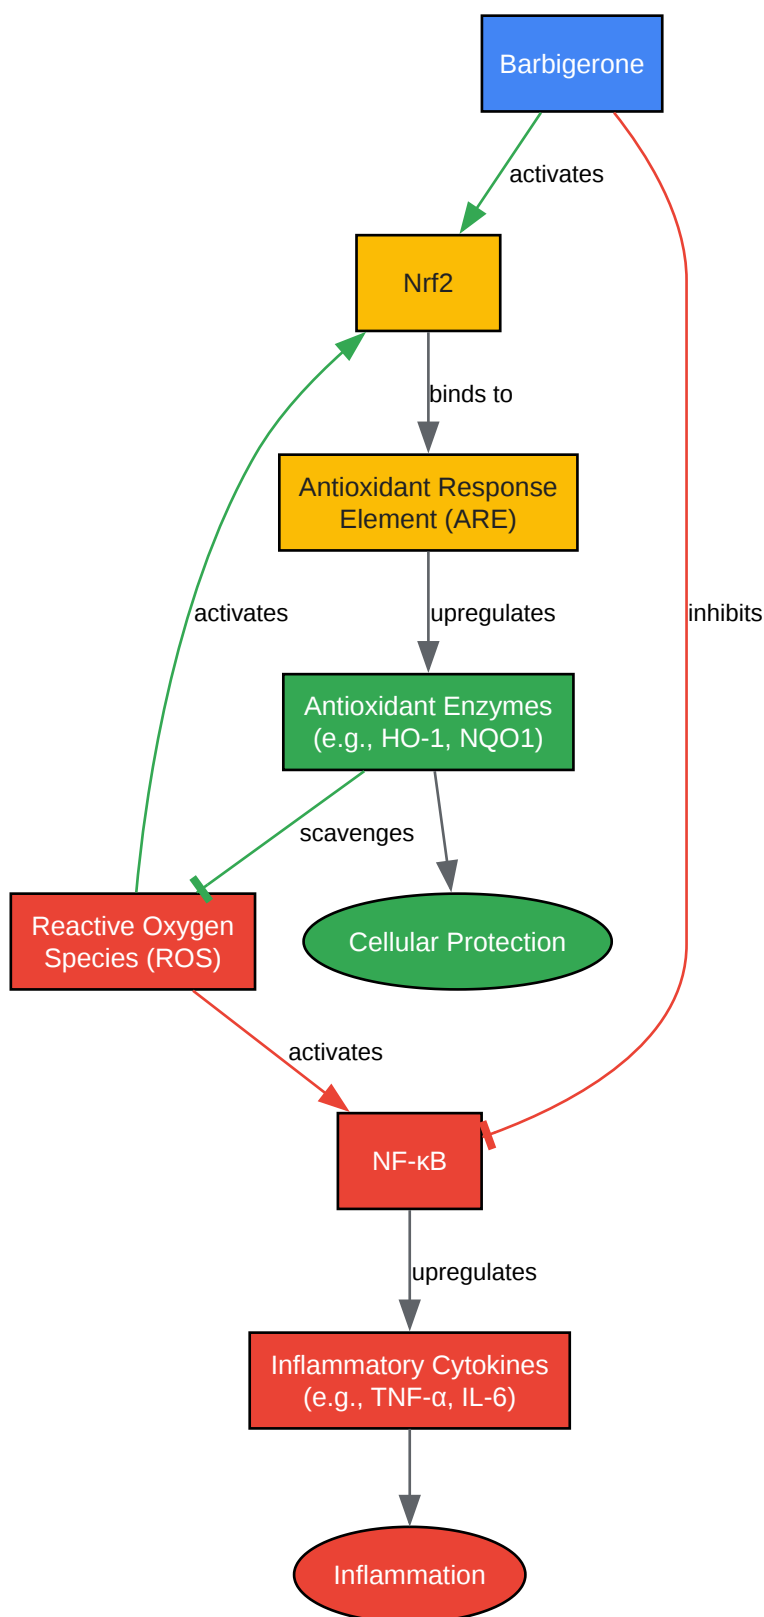 Barbigerone
activates
Nrf2
binds to
Antioxidant Response
Element (ARE)
activates
upregulates
inhibits
Antioxidant Enzymes
(e.g., HO-1, NQO1)
scavenges
Reactive Oxygen
Species (ROS)
Cellular Protection
activates
NF-κB
upregulates
Inflammatory Cytokines
(e.g., TNF-α, IL-6)
Inflammation